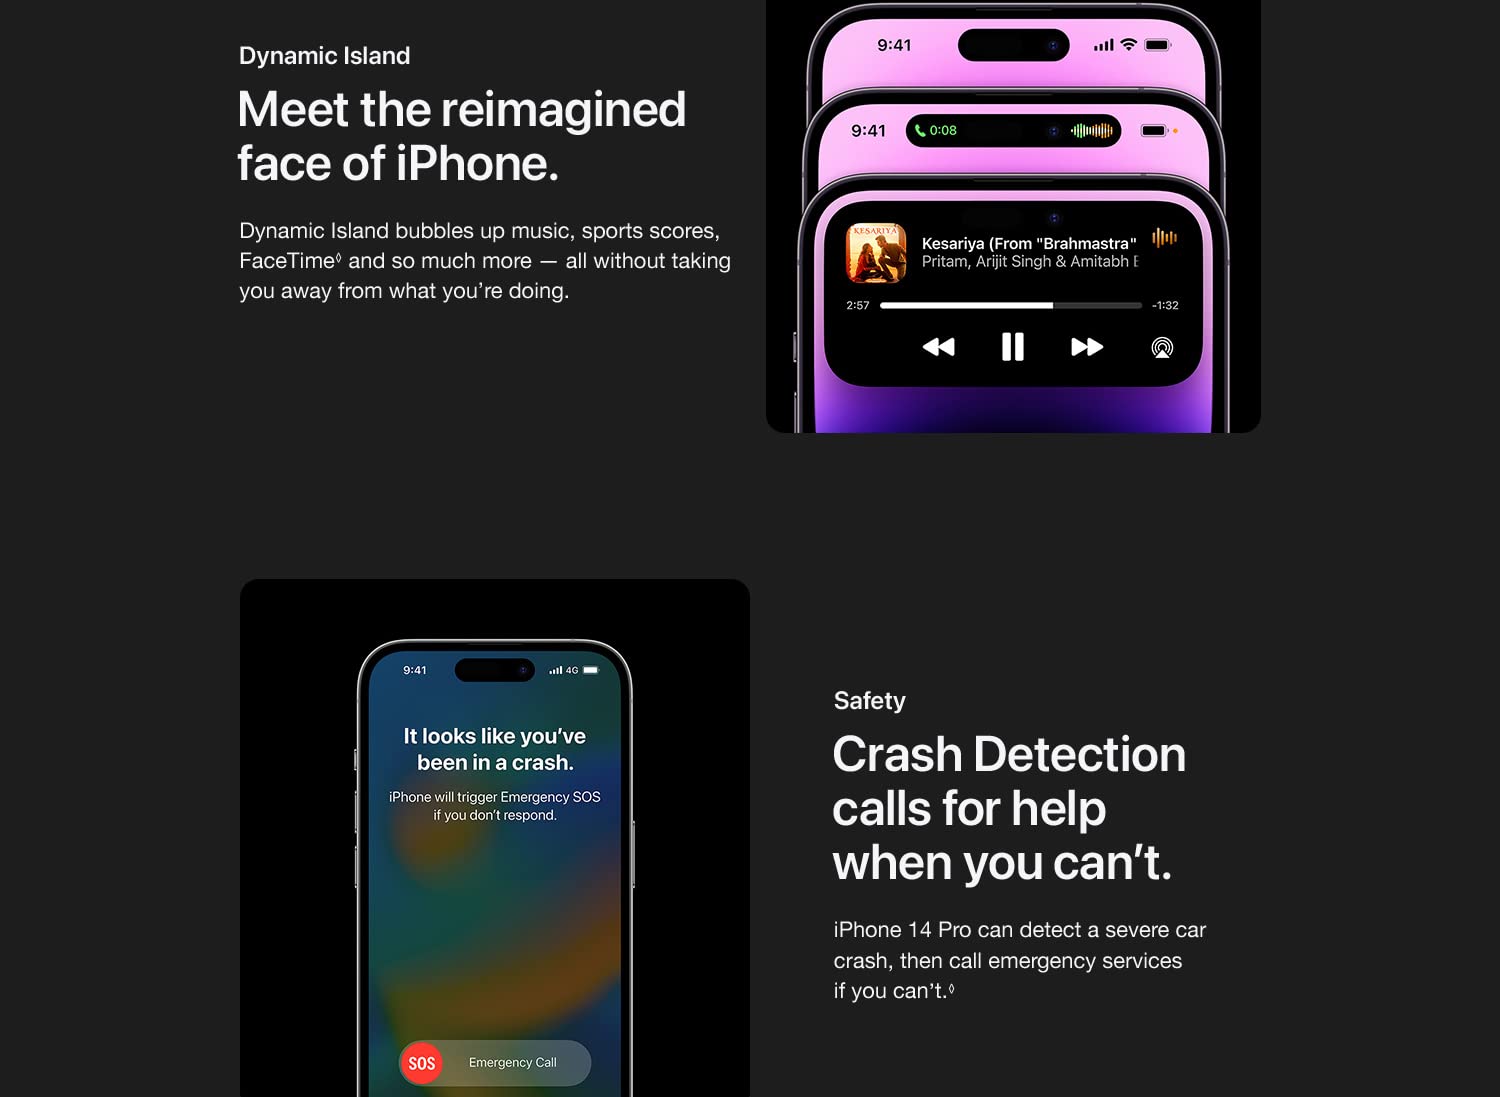 Dynamic Island
Meet the reimagined
face of iPhone.
Dynamic Island bubbles up music, sports scores,
FaceTime◊ and so much more — all without taking
you away from what you’re doing.
9:41
9:41
0:08
KESARIYA
Kesariya (From "Brahmastra"
Pritam, Arijit Singh & Amitabh
2:57
-1:32
9:41
4G
It looks like you’ve
been in a crash.
iPhone will trigger Emergency SOS
if you don’t respond.
SOS
Emergency Call
Safety
Crash Detection
calls for help
when you can’t.
iPhone 14 Pro can detect a severe car
crash, then call emergency services
if you can’t.◊